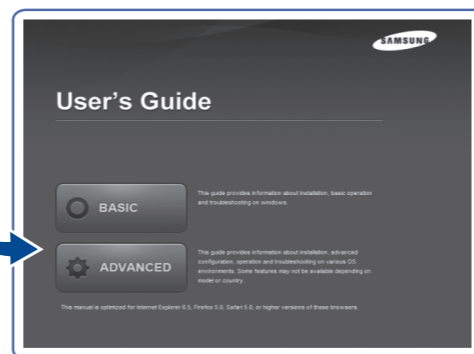 SAMSUNG
User's Guide
BASIC
This guide provides information about Installation, basic operation
and troubleshooting on windows.
ADVANCED
This guide provides information about installation, advanced
configuration, operation and troubleshooting on various OS
environments. Some features may not be available depending on
model or country.
This manual is optimized for Internet Explorer 6.5, Firefox 5.0, Safari 5.0, or higher versions of these browsers.